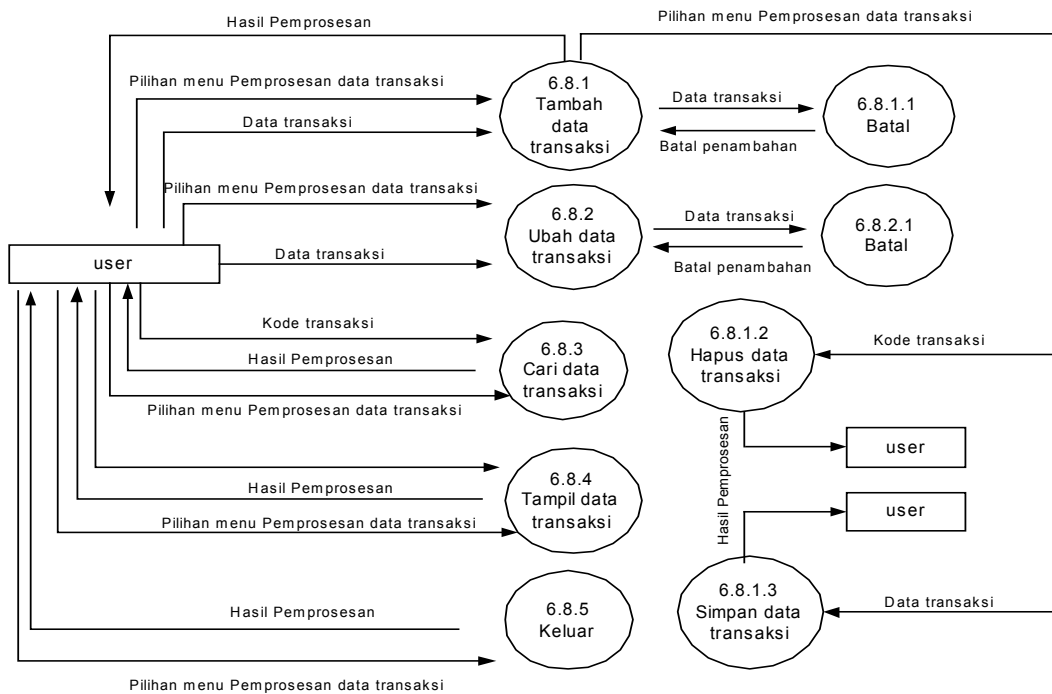 Hasil Pemprosesan
Pilihan menu Pemprosesan data transaksi
Pilihan menu Pemprosesan data transaksi
Data transaksi
6.8.1
Tambah
data
transaksi
Data transaksi
Batal penambahan
6.8.1.1
Batal
Pilihan menu Pemprosesan data transaksi
Data transaksi
6.8.2
Ubah data
transaksi
Data transaksi
Batal penambahan
6.8.2.1
Batal
user
Kode transaksi
Hasil Pemprosesan
Pilihan menu Pemprosesan data transaksi
6.8.3
Cari data
transaksi
6.8.1.2
Hapus data
transaksi
Kode transaksi
Hasil Pemprosesan
user
user
Hasil Pemprosesan
Pilihan menu Pemprosesan data transaksi
6.8.4
Tampil data
transaksi
Hasil Pemprosesan
Pilihan menu Pemprosesan data transaksi
6.8.5
Keluar
6.8.1.3
Simpan data
transaksi
Data transaksi